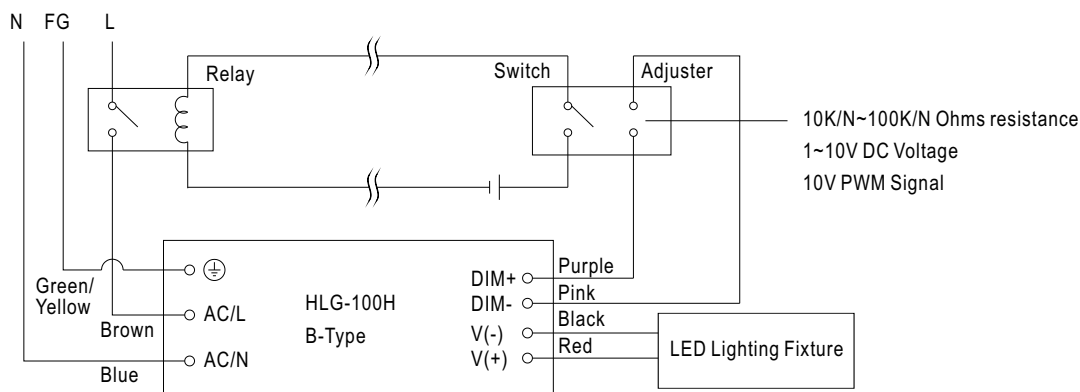 N FG L
Relay
Switch
Adjuster
10K/N~100K/N Ohms resistance
1~10V DC Voltage
10V PWM Signal
Green/
Yellow
Brown
Blue
AC/L
AC/N
HLG-100H
B-Type
DIM+
DIM-
V(-)
V(+)
Purple
Pink
Black
Red
LED Lighting Fixture